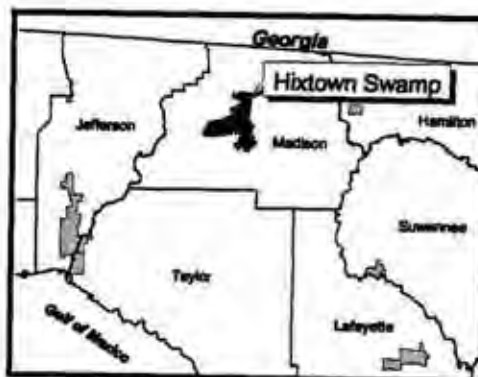 Georgia
Hixtown Swamp
Jefferson
Hamilton
Madison
Suwannee
Taylor
Lafayette
Gulf of Mexico